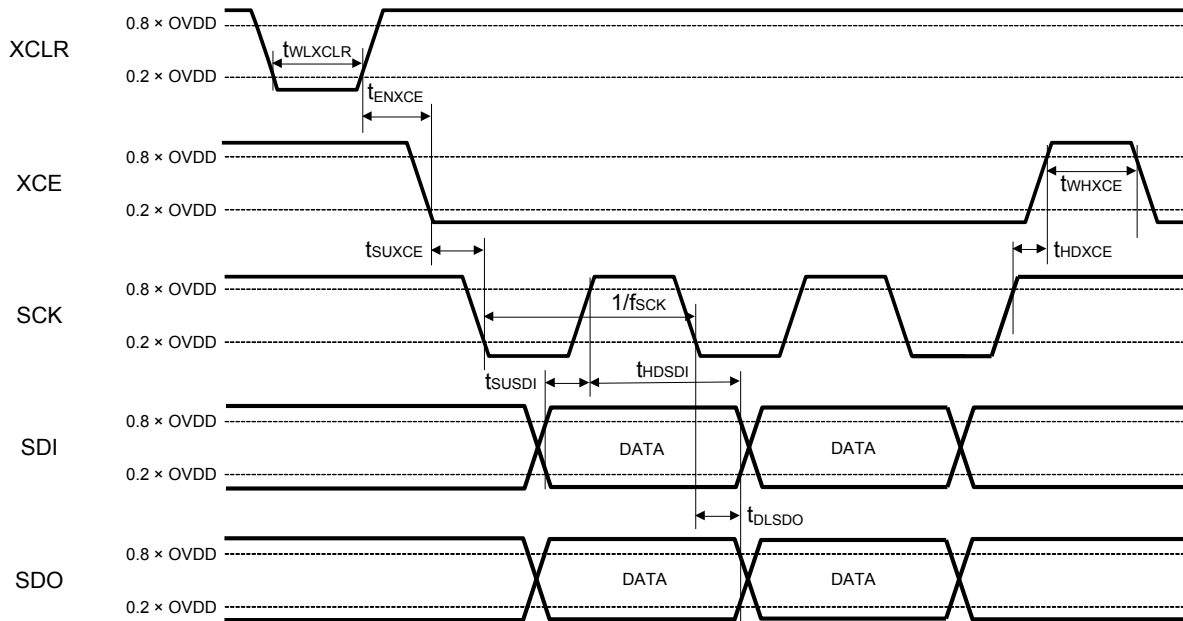 0.8 × OVDD
XCLR
tWLXCLR
0.2 × OVDD
tENXCE
0.8 × OVDD
XCE
tWHXCE
0.2 × OVDD
tSUXCE
tHDXCE
0.8 × OVDD
1/fSCK
SCK
0.2 × OVDD
tSUSDI
tHDSDI
0.8 × OVDD
SDI
DATA
DATA
0.2 × OVDD
tDLSDO
0.8 × OVDD
SDO
DATA
DATA
0.2 × OVDD